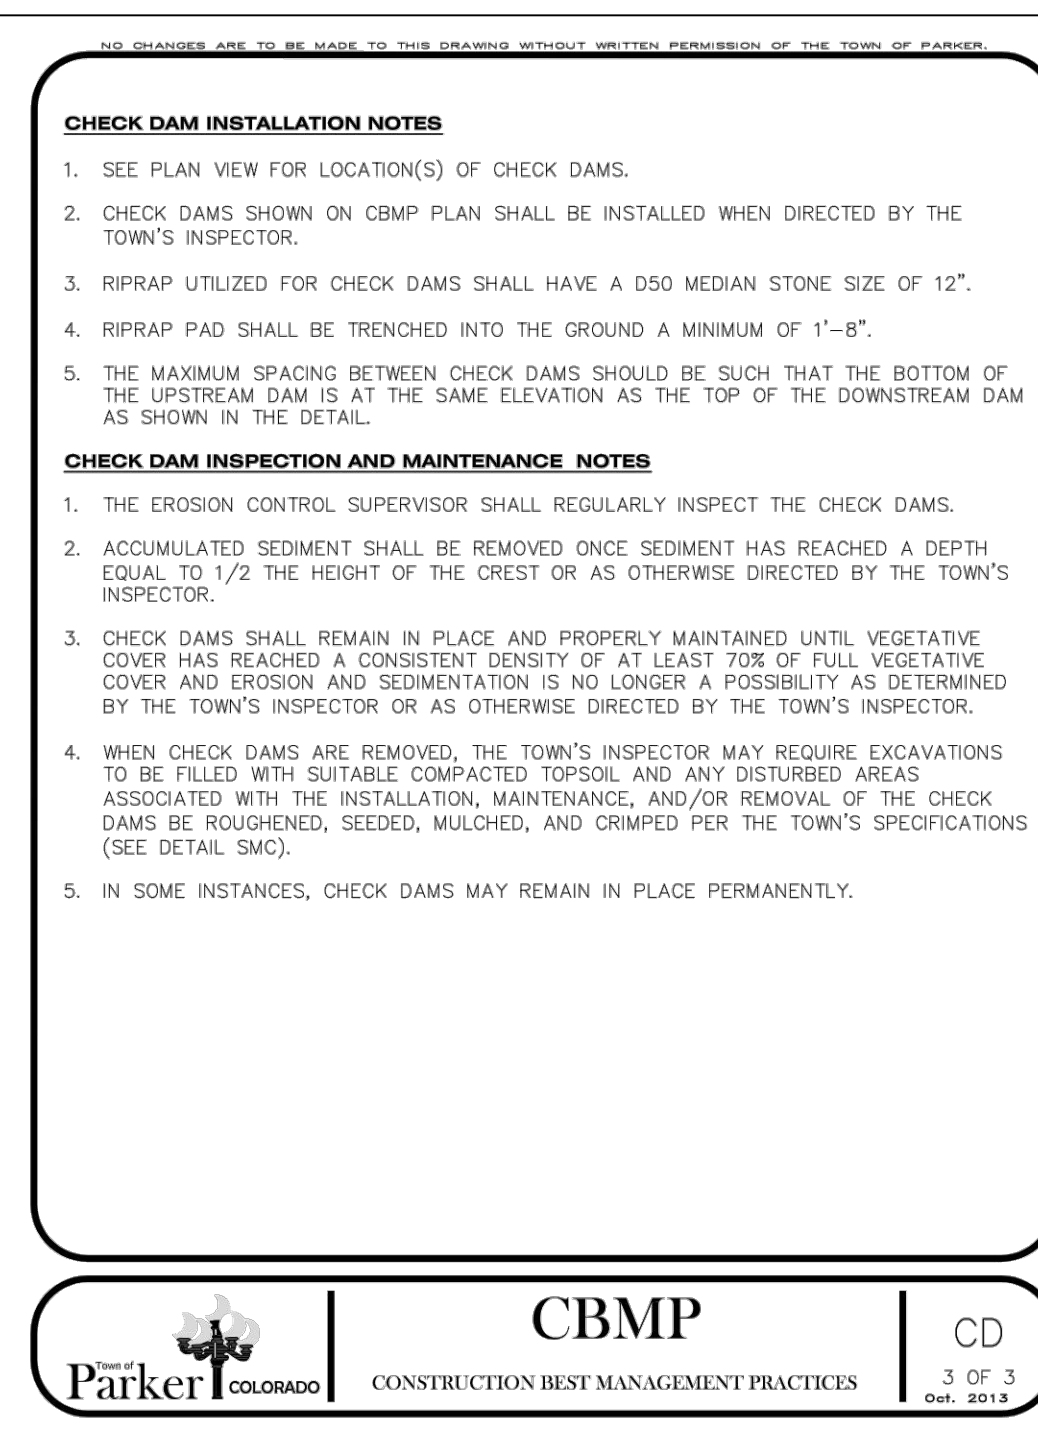 NO CHANGES ARE TO BE MADE TO THIS DRAWING WITHOUT WRITTEN PERMISSION OF THE TOWN OF PARKER.
CHECK DAM INSTALLATION NOTES
1. SEE PLAN VIEW FOR LOCATION(S) OF CHECK DAMS.
2. CHECK DAMS SHOWN ON CBMP PLAN SHALL BE INSTALLED WHEN DIRECTED BY THE
TOWN'S INSPECTOR.
3. RIPRAP UTILIZED FOR CHECK DAMS SHALL HAVE A D50 MEDIAN STONE SIZE OF 12".
4. RIPRAP PAD SHALL BE TRENCHED INTO THE GROUND A MINIMUM OF 1'-8".
5. THE MAXIMUM SPACING BETWEEN CHECK DAMS SHOULD BE SUCH THAT THE BOTTOM OF
THE UPSTREAM DAM IS AT THE SAME ELEVATION AS THE TOP OF THE DOWNSTREAM DAM
AS SHOWN IN THE DETAIL.
CHECK DAM INSPECTION AND MAINTENANCE NOTES
1. THE EROSION CONTROL SUPERVISOR SHALL REGULARLY INSPECT THE CHECK DAMS.
2. ACCUMULATED SEDIMENT SHALL BE REMOVED ONCE SEDIMENT HAS REACHED A DEPTH
EQUAL TO 1/2 THE HEIGHT OF THE CREST OR AS OTHERWISE DIRECTED BY THE TOWN'S
INSPECTOR.
3. CHECK DAMS SHALL REMAIN IN PLACE AND PROPERLY MAINTAINED UNTIL VEGETATIVE
COVER HAS REACHED A CONSISTENT DENSITY OF AT LEAST 70% OF FULL VEGETATIVE
COVER AND EROSION AND SEDIMENTATION IS NO LONGER A POSSIBILITY AS DETERMINED
BY THE TOWN'S INSPECTOR OR AS OTHERWISE DIRECTED BY THE TOWN'S INSPECTOR.
4. WHEN CHECK DAMS ARE REMOVED, THE TOWN'S INSPECTOR MAY REQUIRE EXCAVATIONS
TO BE FILLED WITH SUITABLE COMPACTED TOPSOIL AND ANY DISTURBED AREAS
ASSOCIATED WITH THE INSTALLATION, MAINTENANCE, AND/OR REMOVAL OF THE CHECK
DAMS BE ROUGHENED, SEEDED, MULCHED, AND CRIMPED PER THE TOWN'S SPECIFICATIONS
(SEE DETAIL SMC).
5. IN SOME INSTANCES, CHECK DAMS MAY REMAIN IN PLACE PERMANENTLY.
Town of
Parker COLORADO
CBMP
CONSTRUCTION BEST MANAGEMENT PRACTICES
CD
3 OF 3
Oct. 2013